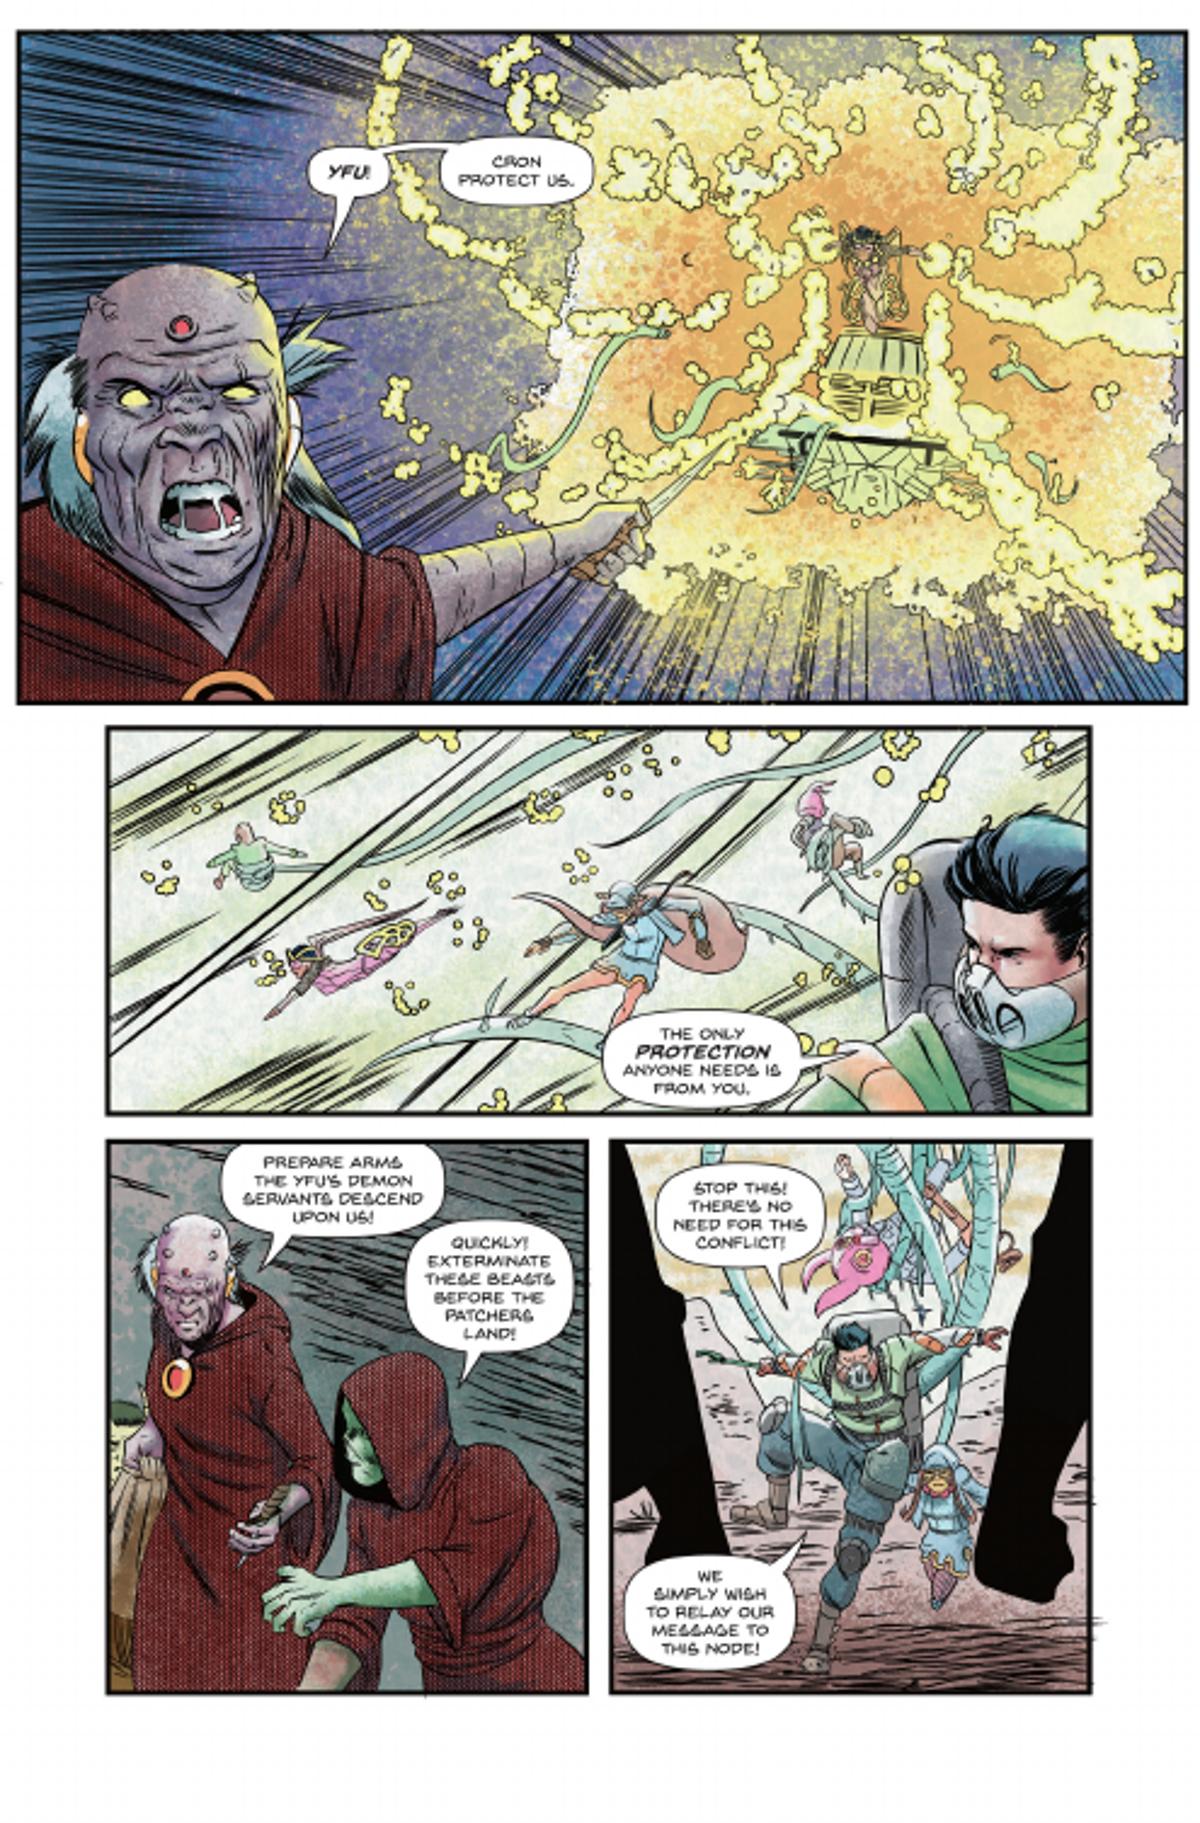 YFU!
CRON
PROTECT US.
THE ONLY
PROTECTION
ANYONE NEEDS IS
FROM YOU.
PREPARE ARMS
THE YFU'S DEMON
SERVANTS DESCEND
UPON US!
QUICKLY!
EXTERMINATE
THESE BEASTS
BEFORE THE
PATCHERS
LAND!
STOP THIS!
THERE'S NO
NEED FOR THIS
CONFLICT!
WE
SIMPLY WISH
TO RELAY OUR
MESSAGE TO
THIS NODE!